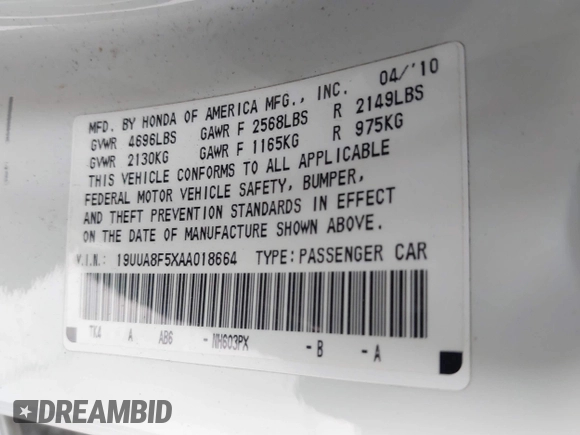 MFD. BY HONDA OF AMERICA MFG., INC. 04/'10
GVWR 4696LBS GAWR F 2568LBS R 2149LBS
GVWR 2130KG GAWR F 1165KG R 975KG
THIS VEHICLE CONFORMS TO ALL APPLICABLE
FEDERAL MOTOR VEHICLE SAFETY, BUMPER,
AND THEFT PREVENTION STANDARDS IN EFFECT
ON THE DATE OF MANUFACTURE SHOWN ABOVE.
V.I.N.: 19UUA8F5XAA018664 TYPE:PASSENGER CAR
TK4 A AB6 -NH603PX -B -A
DREAMBID